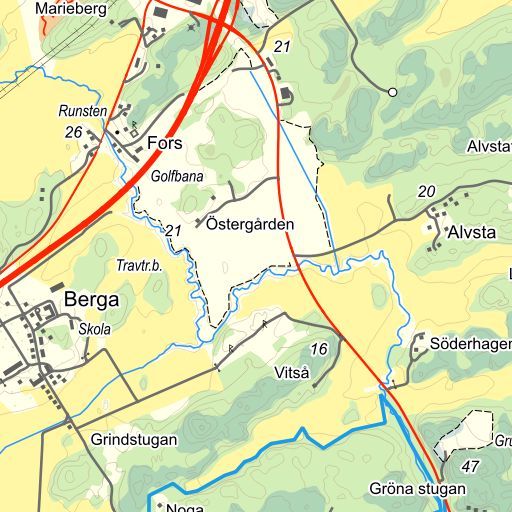 Marieberg
21
Runsten
26
Fors
Alvsta
Golfbana
20
21
Östergården
Alvsta
Travtr.b.
Berga
Skola
16
Söderhagen
Vitså
Grindstugan
47
Gröna stugan
Noga